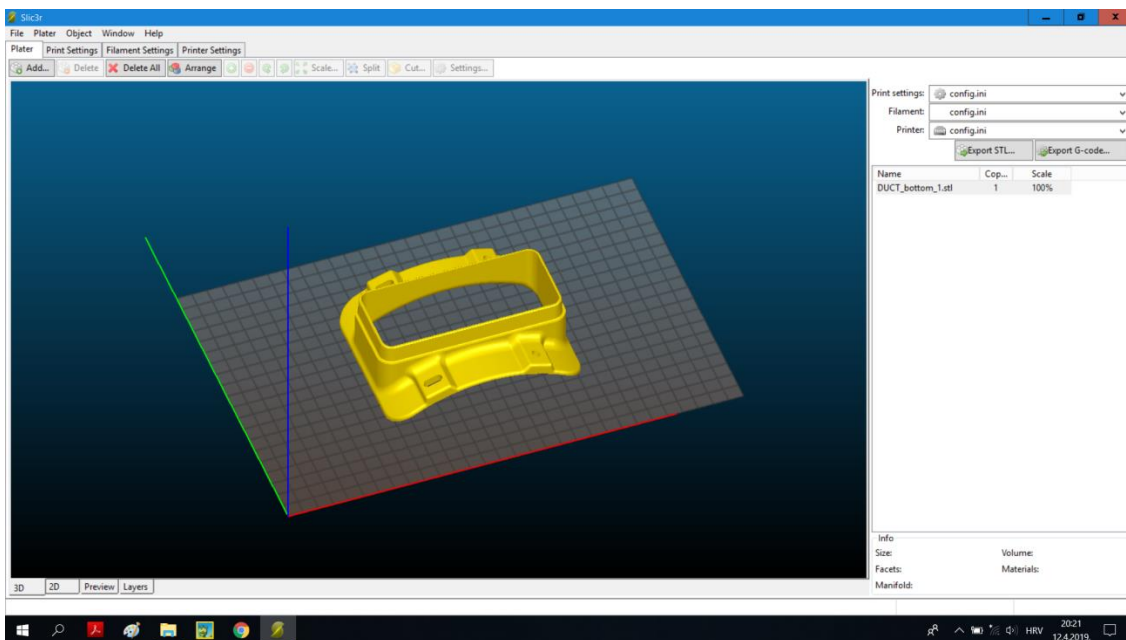 Slic3r
File Plater Object Window Help
Plater Print Settings Filament Settings Printer Settings
Add... Delete Delete All Arrange Scale... Split Cut... Settings...
Print settings: config.ini
Filament: config.ini
Printer: config.ini
Export STL... Export G-code...
Name Cop... Scale
DUCT_bottom_1.stl 1 100%
Info
Size: Volume:
Facets: Materials:
Manifold:
3D 2D Preview Layers
HRV 20:21
12.4.2019.